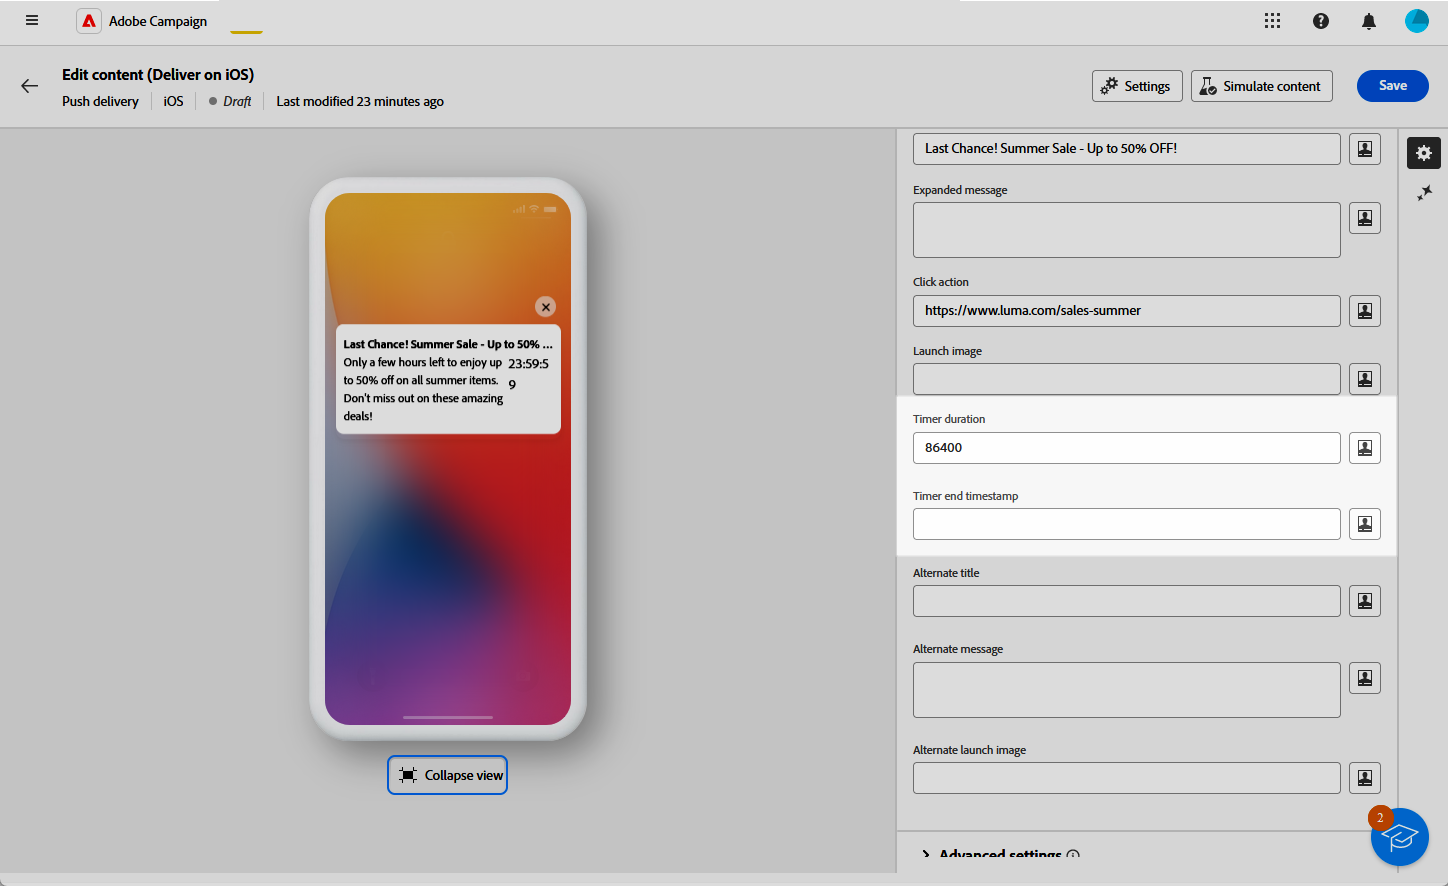 Adobe Campaign
Edit content (Deliver on iOS)
Push delivery
iOS
Draft
Last modified 23 minutes ago
Settings
Simulate content
Save
Last Chance! Summer Sale - Up to 50% ...
Only a few hours left to enjoy up
to 50% off on all summer items.
Don't miss out on these amazing
deals!
23:59:5
9
Collapse view
Last Chance! Summer Sale - Up to 50% OFF!
Expanded message
Click action
https://www.luma.com/sales-summer
Launch image
Timer duration
86400
Timer end timestamp
Alternate title
Alternate message
Alternate launch image
Advanced settings
2